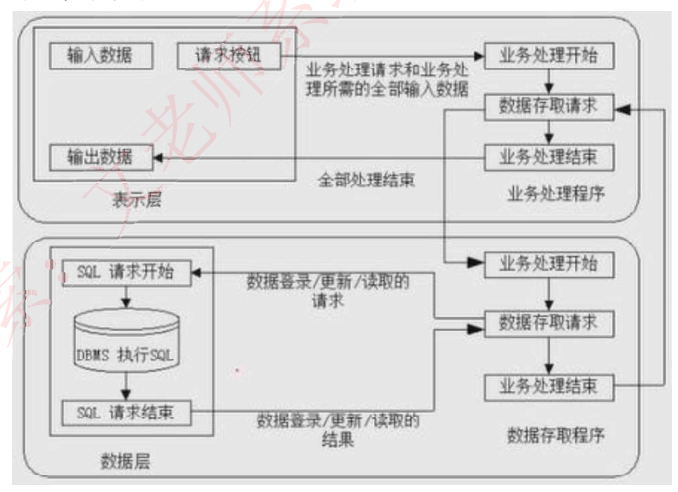 输入数据
请求按钮
业务处理请求和业务处
理所需的全部输入数据
业务处理开始
数据存取请求
业务处理结束
输出数据
全部处理结束
表示层
业务处理程序
SQL 请求开始
数据登录/更新/读取的
请求
业务处理开始
DBMS 执行SQL
数据存取请求
业务处理结束
SQL 请求结束
数据登录/更新/读取的
结果
数据存取程序
数据层